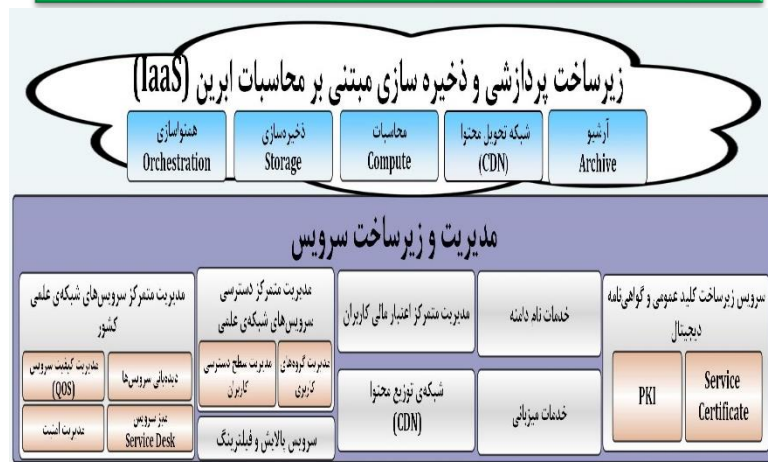 زیرساخت پردازشی و ذخیره سازی مبتنی بر محاسبات ابرین (IaaS)
آرشیو
Archive
شبکه تحویل محتوا
(CDN)
محاسبات
Compute
ذخیره‌سازی
Storage
همنواسازی
Orchestration
مدیریت و زیرساخت سرویس
سرویس زیرساخت کلید عمومی و گواهی‌نامه
دیجیتال
PKI
Service
Certificate
خدمات نام دامنه
خدمات میزبانی
مدیریت متمرکز اعتبار مالی کاربران
شبکه‌ی توزیع محتوا
(CDN)
مدیریت متمرکز دسترسی
سرویس‌های شبکه‌ی علمی
مدیریت گروه‌های
کاربری
مدیریت سطح دسترسی
کاربران
سرویس پالایش و فیلترینگ
مدیریت متمرکز سرویس‌های شبکه‌ی علمی
کشور
دیده‌بانی سرویس‌ها
مدیریت کیفیت سرویس
(QOS)
میز سرویس
Service Desk
مدیریت امنیت